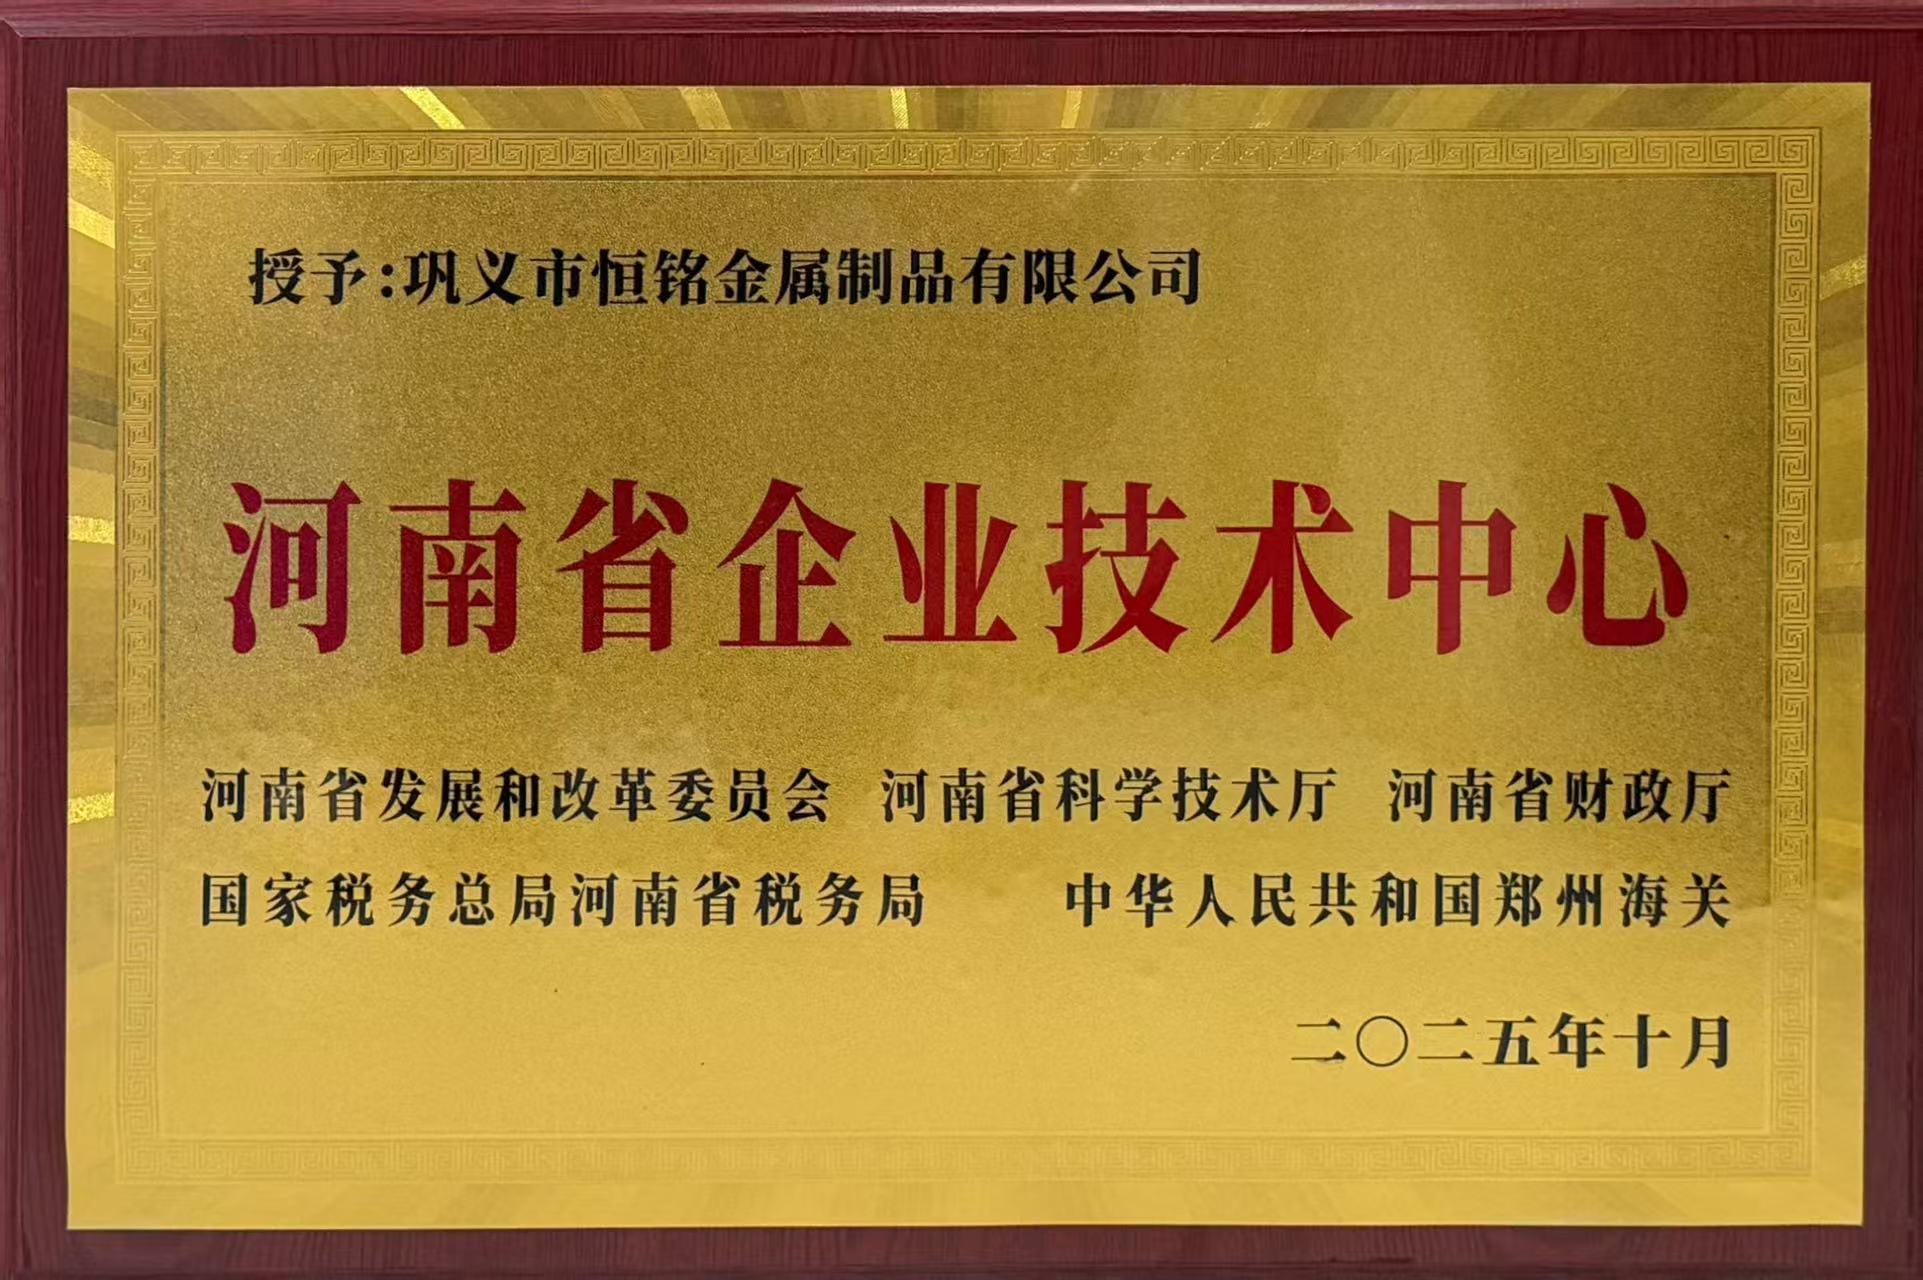 授予:巩义市恒铭金属制品有限公司
河南省企业技术中心
河南省发展和改革委员会 河南省科学技术厅 河南省财政厅
国家税务总局河南省税务局 中华人民共和国郑州海关
二〇二五年十月